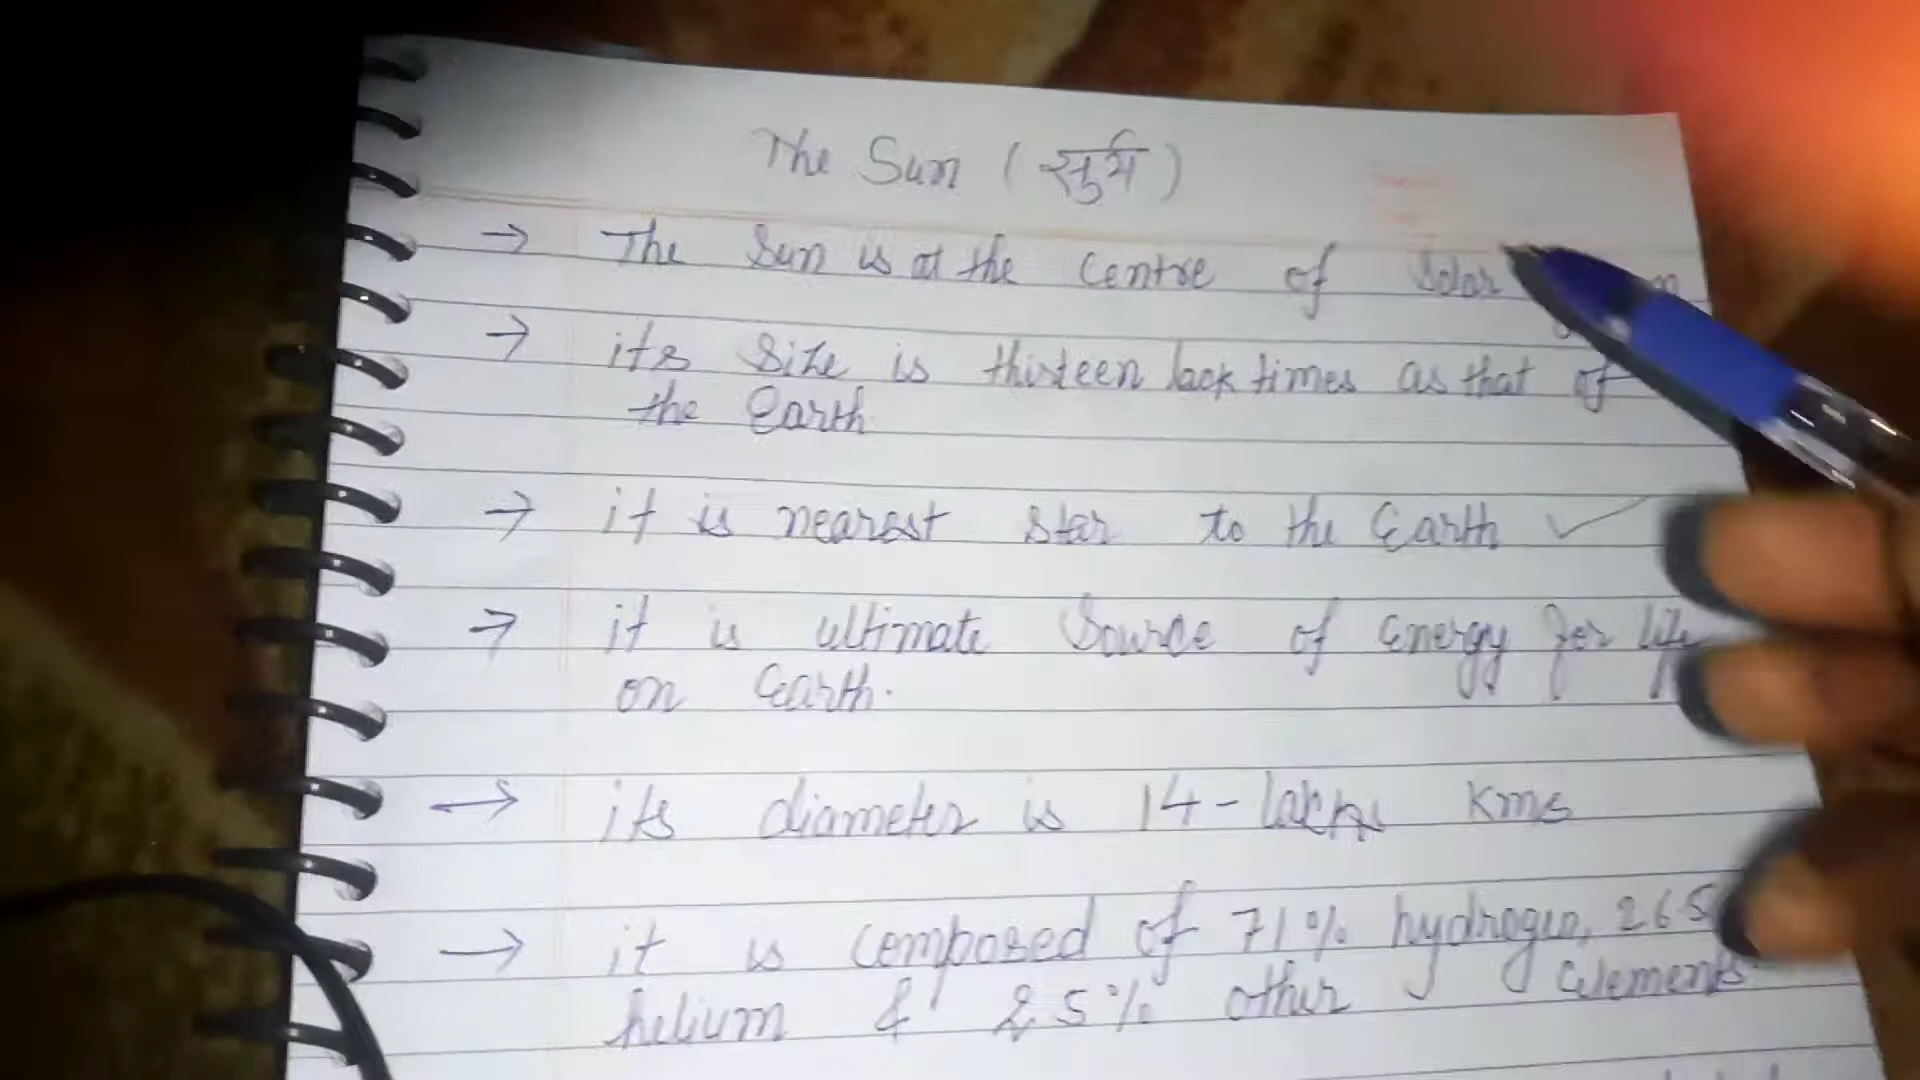 The Sun (सुर्य)
→ The Sun is at the Centre of Solar
→ its Size is thirteen lack times as that of
the Earth
→ it is nearest star to the Earth ✓
→ it is ultimate Source of Energy for life
on Earth.
→ its diameter is 14-lakhs Kms
→ it is composed of 71% hydrogen, 26.5
helium & 2.5% other elements